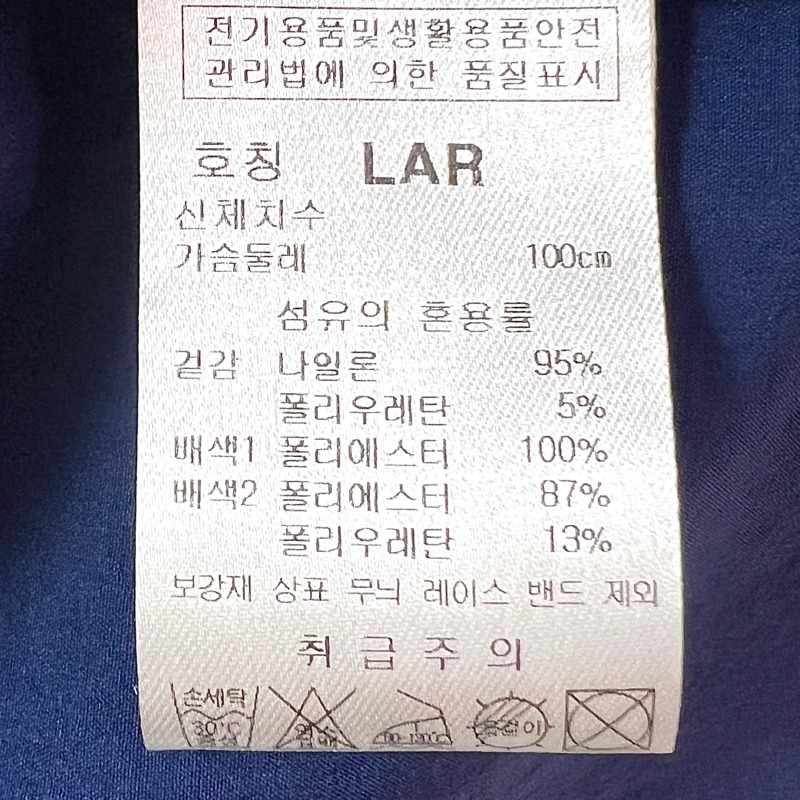 전기용품및생활용품안전
관리법에 의한 품질표시
호칭 LAR
신체치수
가슴둘레 100cm
섬유의 혼용률
겉감 나일론 95%
폴리우레탄 5%
배색1 폴리에스터 100%
배색2 폴리에스터 87%
폴리우레탄 13%
보강재 상표 무늬 레이스 밴드 제외
취급주의
손세탁
30℃